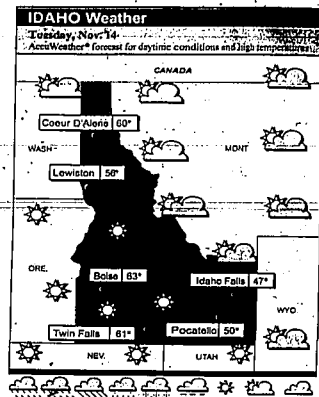 IDAHO Weather
Tuesday, Nov. 14
AccuWeather® forecast for daytime conditions and high temperatures
CANADA
Coeur D'Alene 60°
WASH
MONT
Lewiston 56°
ORE.
Boise 63°
Idaho Falls 47°
WYO
Twin Falls 61°
Pocatello 50°
NEV.
UTAH